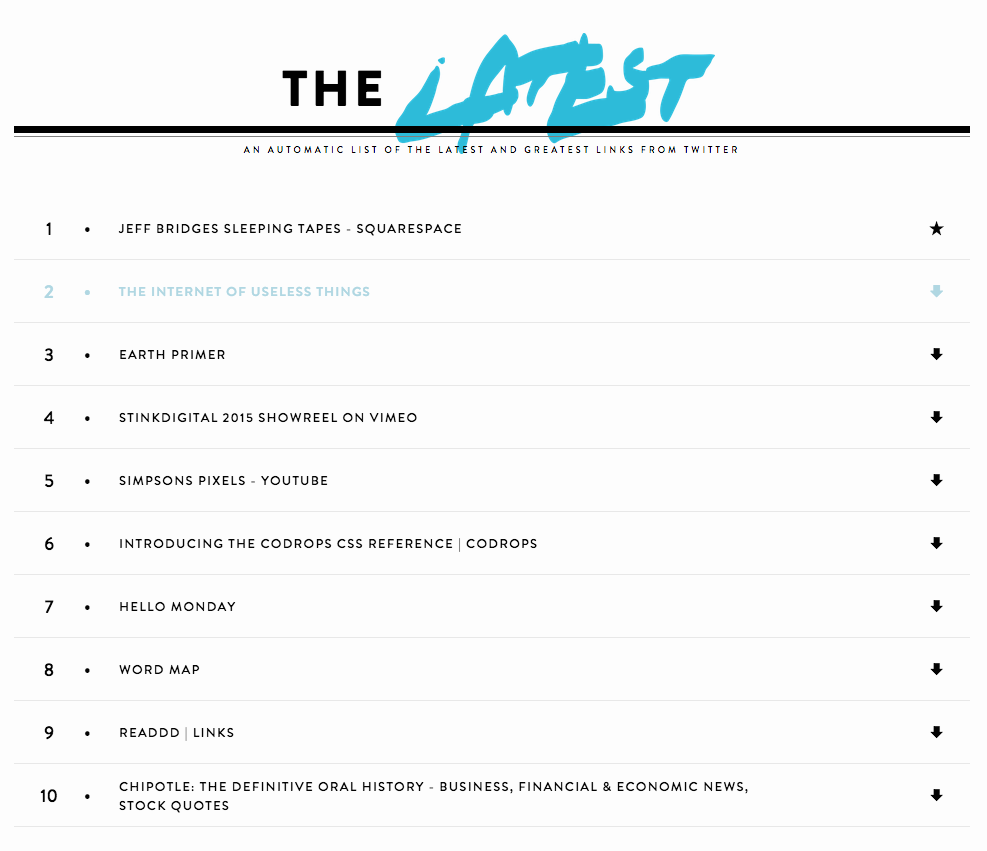 THE LATEST
AN AUTOMATIC LIST OF THE LATEST AND GREATEST LINKS FROM TWITTER
1 • JEFF BRIDGES SLEEPING TAPES - SQUARESPACE
2 • THE INTERNET OF USELESS THINGS
3 • EARTH PRIMER
4 • STINKDIGITAL 2015 SHOWREEL ON VIMEO
5 • SIMPSONS PIXELS - YOUTUBE
6 • INTRODUCING THE CODROPS CSS REFERENCE | CODROPS
7 • HELLO MONDAY
8 • WORD MAP
9 • READDD | LINKS
10 • CHIPOTLE: THE DEFINITIVE ORAL HISTORY - BUSINESS, FINANCIAL & ECONOMIC NEWS,
STOCK QUOTES